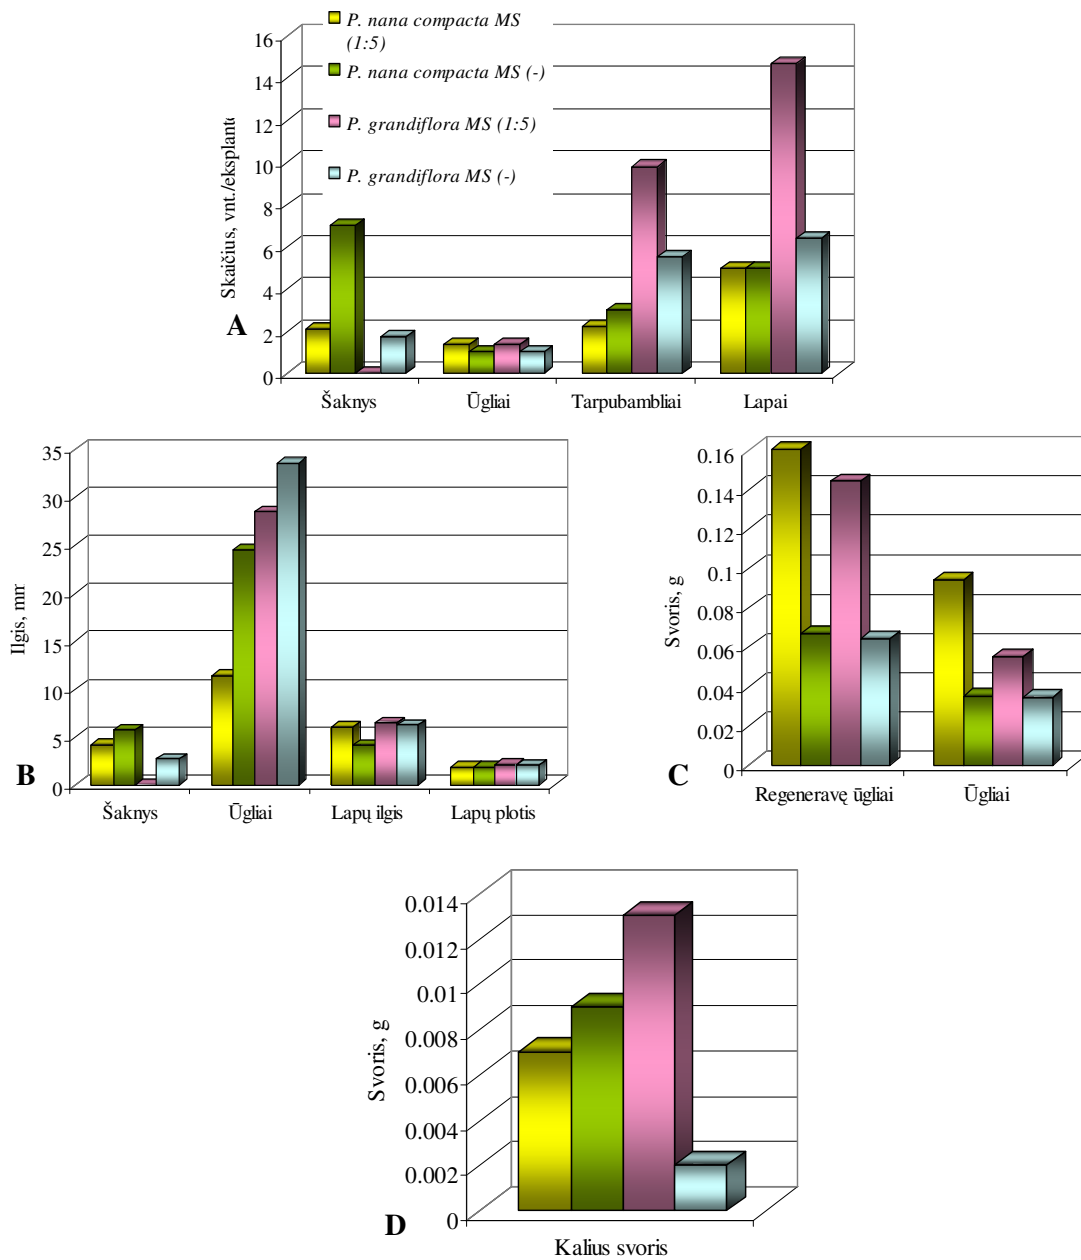 P. nana compacta MS
(1:5)
P. nana compacta MS (-)
P. grandiflora MS (1:5)
P. grandiflora MS (-)
Skaičius, vnt./eksplante
16
14
12
10
8
6
4
2
0
A
Šaknys Ūgliai Tarpubambliai Lapai
Ilgis, mm
35
30
25
20
15
10
5
0
B
Šaknys Ūgliai Lapų ilgis Lapų plotis
Svoris, g
0.16
0.14
0.12
0.1
0.08
0.06
0.04
0.02
0
C
Regeneravę ūgliai Ūgliai
Svoris, g
0.014
0.012
0.01
0.008
0.006
0.004
0.002
0
D
Kalius svoris